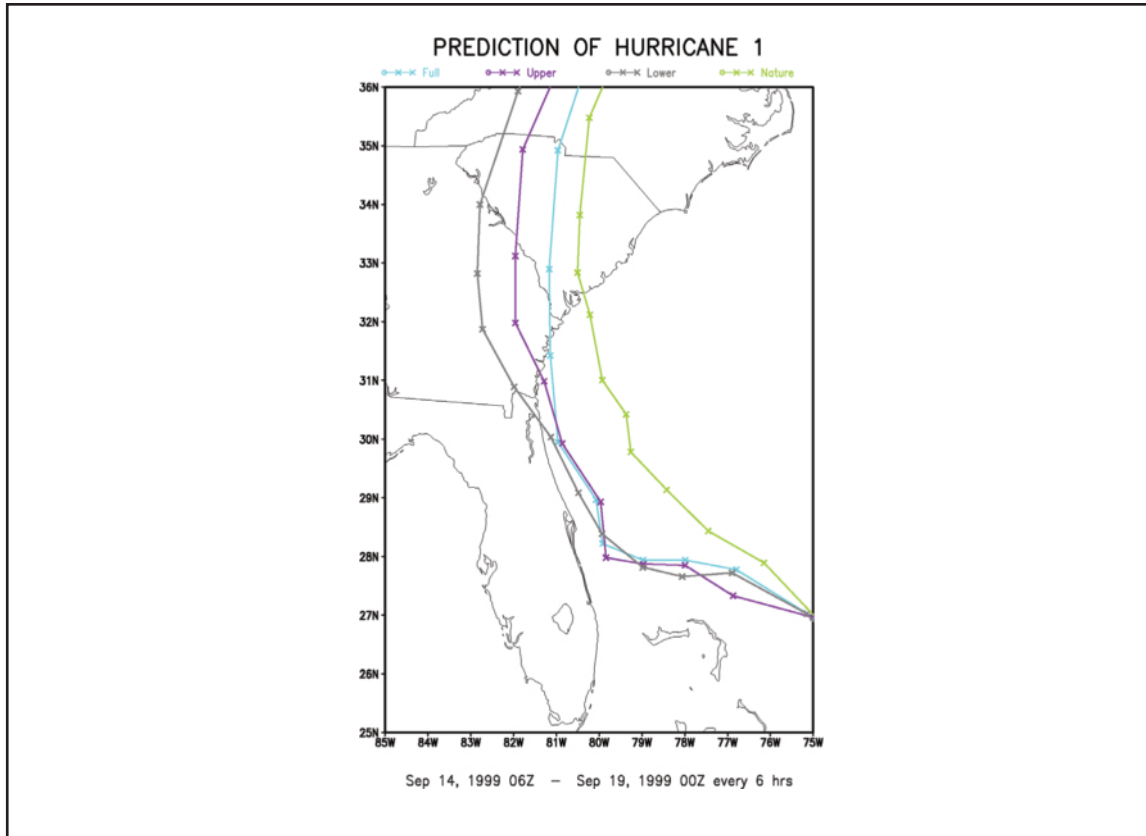 PREDICTION OF HURRICANE 1
Full Upper Lower Nature
36N
35N
34N
33N
32N
31N
30N
29N
28N
27N
26N
25N
85W 84W 83W 82W 81W 80W 79W 78W 77W 76W 75W
Sep 14, 1999 06Z – Sep 19, 1999 00Z every 6 hrs